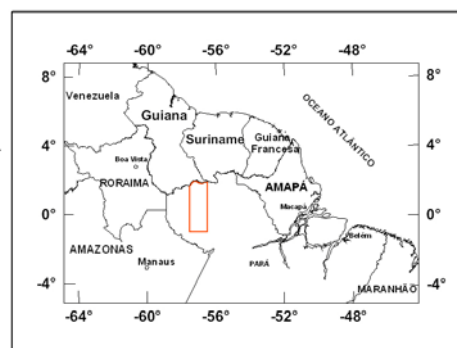 -64° -60° -56° -52° -48°
8° 8°
Venezuela
OCEANO ATLÂNTICO
Guiana
Suriname
Guiana
Francesa
4° 4°
Boa Vista
RORAIMA
AMAPÁ
Macapá
0° 0°
Belém
AMAZONAS
Manaus
PARÁ
MARANHÃO
-4° -4°
-64° -60° -56° -52° -48°